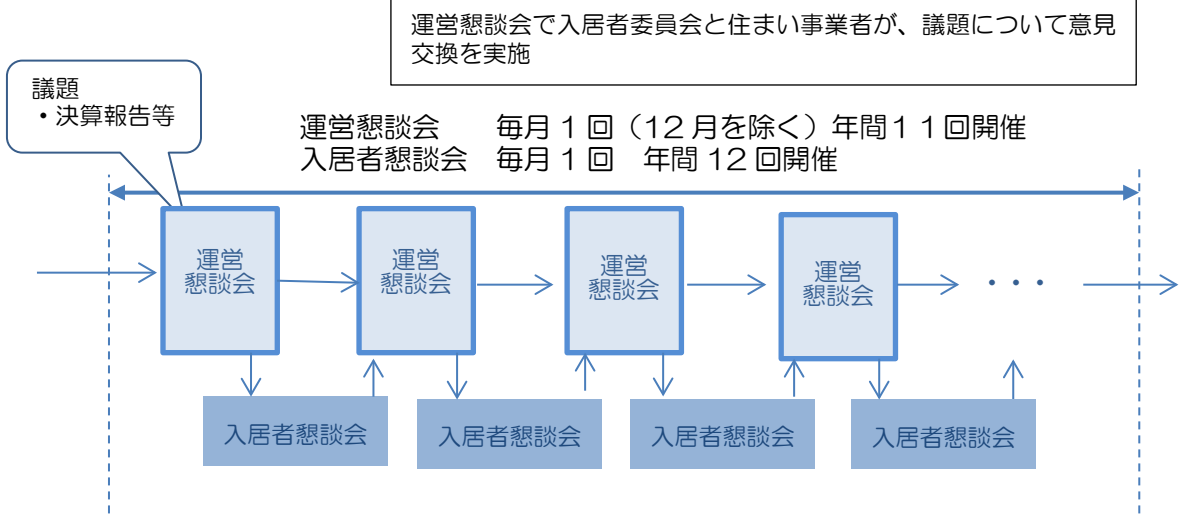 運営懇談会で入居者委員会と住まい事業者が、議題について意見
交換を実施
議題
・決算報告等
運営懇談会　毎月１回（12月を除く）年間１１回開催
入居者懇談会　毎月１回　年間12回開催
運営
懇談会
運営
懇談会
運営
懇談会
運営
懇談会
・・・
入居者懇談会
入居者懇談会
入居者懇談会
入居者懇談会